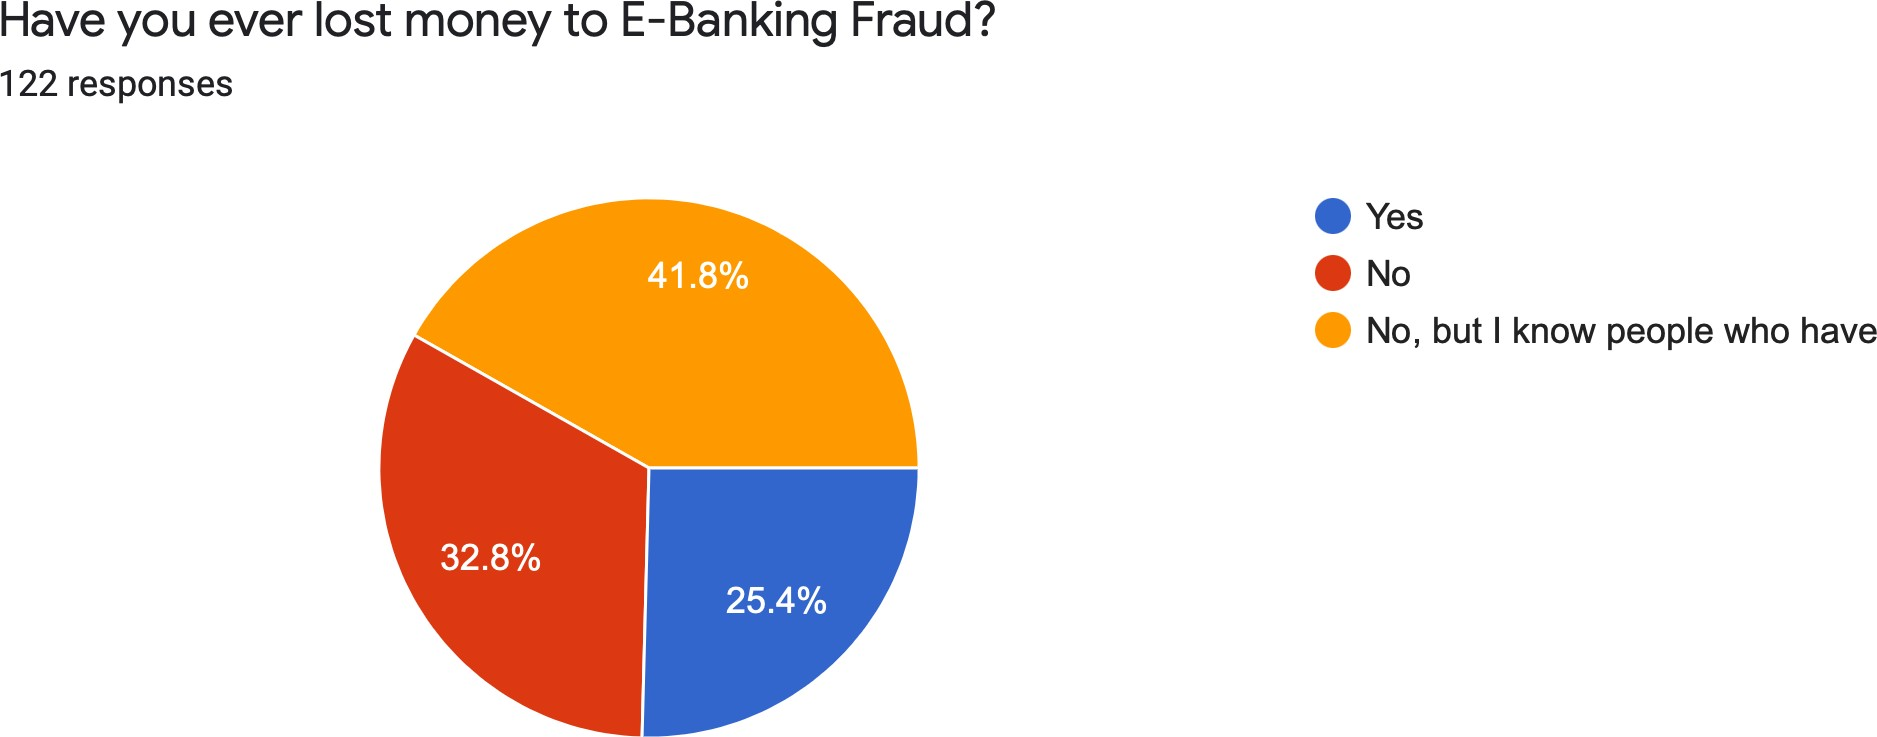 Have you ever lost money to E-Banking Fraud?
122 responses
41.8%
32.8%
25.4%
Yes
No
No, but I know people who have